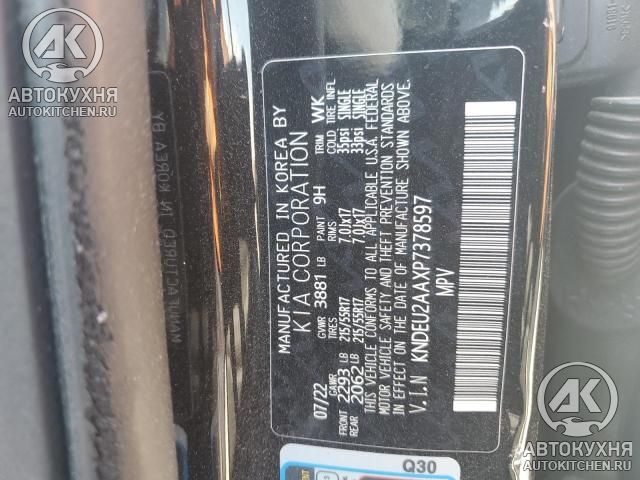 АВТОКУХНЯ
AUTOKITCHEN.RU
MANUFACTURED IN KOREA BY
KIA CORPORATION
07/22 GVWR 3881 LB PAINT 9H TRIM WK
GAWR TIRES RIMS COLD TIRE INFL
FRONT 2293 LB 215/55R17 7.0Jx17 35psi SINGLE
REAR 2062 LB 215/55R17 7.0Jx17 33psi SINGLE
THIS VEHICLE CONFORMS TO ALL APPLICABLE U.S.A. FEDERAL
MOTOR VEHICLE SAFETY AND THEFT PREVENTION STANDARDS
IN EFFECT ON THE DATE OF MANUFACTURE SHOWN ABOVE.
V.I.N KNDEU2AAXP7378597
MPV
Q30
АК
АВТОКУХНЯ
AUTOKITCHEN.RU